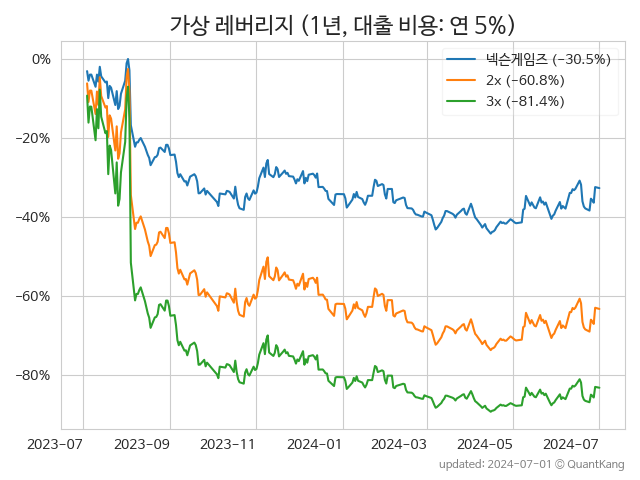 가상 레버리지 (1년, 대출 비용: 연 5%)
넥슨게임즈 (−30.5%)
2x (−60.8%)
3x (−81.4%)
0%
−20%
−40%
−60%
−80%
2023-07 2023-09 2023-11 2024-01 2024-03 2024-05 2024-07
updated: 2024-07-01 © QuantKang